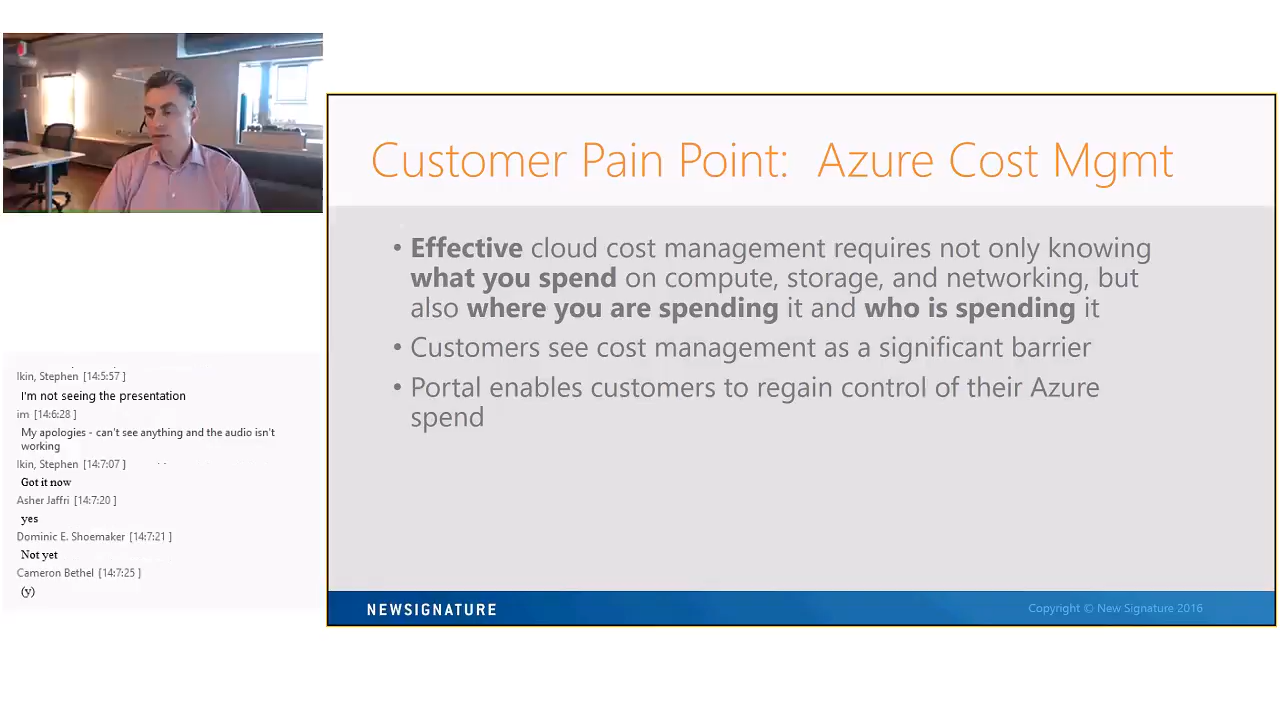 Customer Pain Point: Azure Cost Mgmt
• Effective cloud cost management requires not only knowing
what you spend on compute, storage, and networking, but
also where you are spending it and who is spending it
• Customers see cost management as a significant barrier
• Portal enables customers to regain control of their Azure
spend
NEWSIGNATURE
Copyright © New Signature 2016
Ikin, Stephen [14:5:57 ]
I'm not seeing the presentation
im [14:6:28 ]
My apologies - can't see anything and the audio isn't
working
Ikin, Stephen [14:7:07 ]
Got it now
Asher Jaffri [14:7:20 ]
yes
Dominic E. Shoemaker [14:7:21 ]
Not yet
Cameron Bethel [14:7:25 ]
(y)